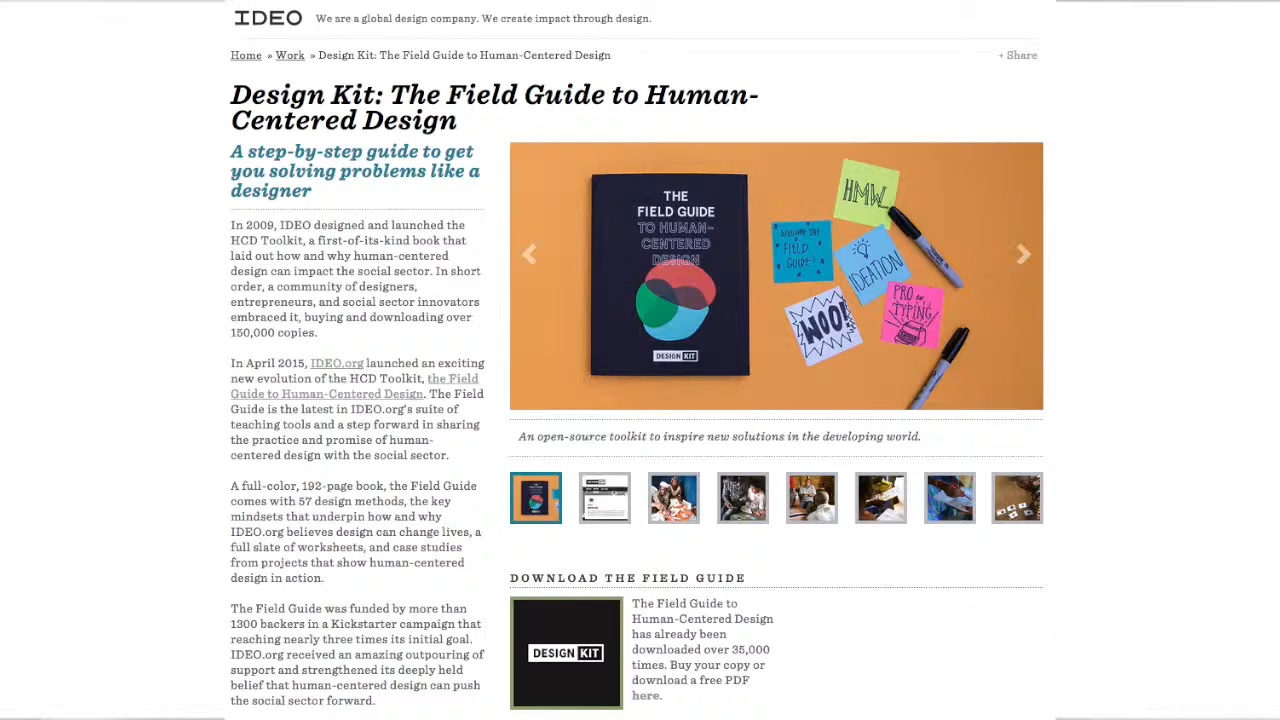 IDEO We are a global design company. We create impact through design.
Home » Work » Design Kit: The Field Guide to Human-Centered Design
+ Share
Design Kit: The Field Guide to Human-
Centered Design
A step-by-step guide to get
you solving problems like a
designer
In 2009, IDEO designed and launched the
HCD Toolkit, a first-of-its-kind book that
laid out how and why human-centered
design can impact the social sector. In short
order, a community of designers,
entrepreneurs, and social sector innovators
embraced it, buying and downloading over
150,000 copies.
In April 2015, IDEO.org launched an exciting
new evolution of the HCD Toolkit, the Field
Guide to Human-Centered Design. The Field
Guide is the latest in IDEO.org's suite of
teaching tools and a step forward in sharing
the practice and promise of human-
centered design with the social sector.
A full-color, 192-page book, the Field Guide
comes with 57 design methods, the key
mindsets that underpin how and why
IDEO.org believes design can change lives, a
full slate of worksheets, and case studies
from projects that show human-centered
design in action.
The Field Guide was funded by more than
1300 backers in a Kickstarter campaign that
reaching nearly three times its initial goal.
IDEO.org received an amazing outpouring of
support and strengthened its deeply held
belief that human-centered design can push
the social sector forward.
THE
FIELD GUIDE
TO HUMAN-
CENTERED
DESIGN
DESIGN KIT
HMW
WELCOME THE
FIELD
GUIDE!
IDEATION
PRO to
TYPING
WOO!
An open-source toolkit to inspire new solutions in the developing world.
DOWNLOAD THE FIELD GUIDE
DESIGN KIT
The Field Guide to
Human-Centered Design
has already been
downloaded over 35,000
times. Buy your copy or
download a free PDF
here.